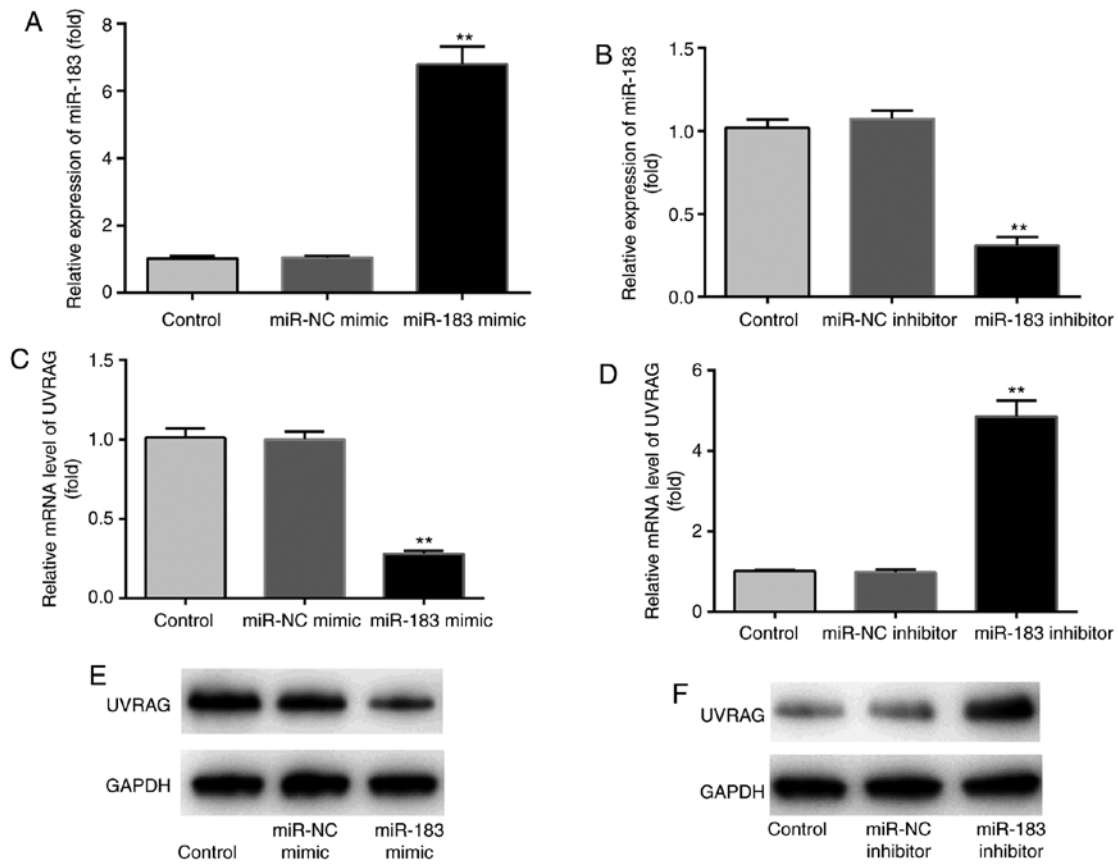 A
Relative expression of miR-183 (fold)
8
6
4
2
0
**
Control
miR-NC mimic
miR-183 mimic
B
Relative expression of miR-183
(fold)
1.5
1.0
0.5
0.0
**
Control
miR-NC inhibitor
miR-183 inhibitor
C
Relative mRNA level of UVRAG
(fold)
1.5
1.0
0.5
0.0
**
Control
miR-NC mimic
miR-183 mimic
D
Relative mRNA level of UVRAG
(fold)
6
4
2
0
**
Control
miR-NC inhibitor
miR-183 inhibitor
E
UVRAG
GAPDH
Control
miR-NC
mimic
miR-183
mimic
F
UVRAG
GAPDH
Control
miR-NC
inhibitor
miR-183
inhibitor